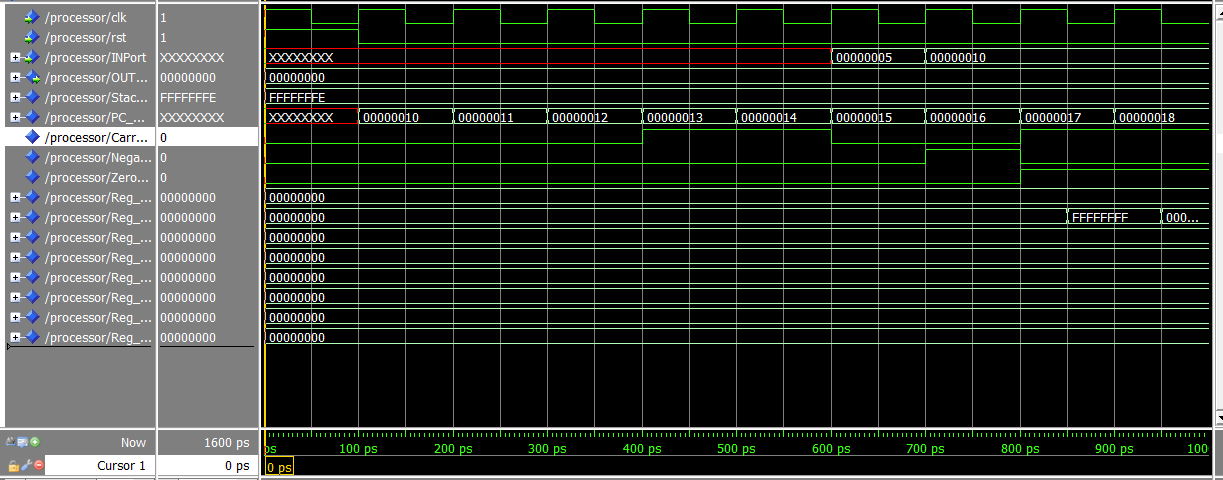 /processor/clk 1
/processor/rst 1
/processor/INPort XXXXXXXX XXXXXXXX 00000005 00000010
/processor/OUT... 00000000 00000000
/processor/Stac... FFFFFFFE FFFFFFFE
/processor/PC_... XXXXXXXX XXXXXXXX 00000010 00000011 00000012 00000013 00000014 00000015 00000016 00000017 00000018
/processor/Carr... 0
/processor/Nega... 0
/processor/Zero... 0
/processor/Reg_... 00000000 00000000
/processor/Reg_... 00000000 00000000 FFFFFFFF 000...
/processor/Reg_... 00000000 00000000
/processor/Reg_... 00000000 00000000
/processor/Reg_... 00000000 00000000
/processor/Reg_... 00000000 00000000
/processor/Reg_... 00000000 00000000
/processor/Reg_... 00000000 00000000
Now 1600 ps ps 100 ps 200 ps 300 ps 400 ps 500 ps 600 ps 700 ps 800 ps 900 ps 100
Cursor 1 0 ps 0 ps